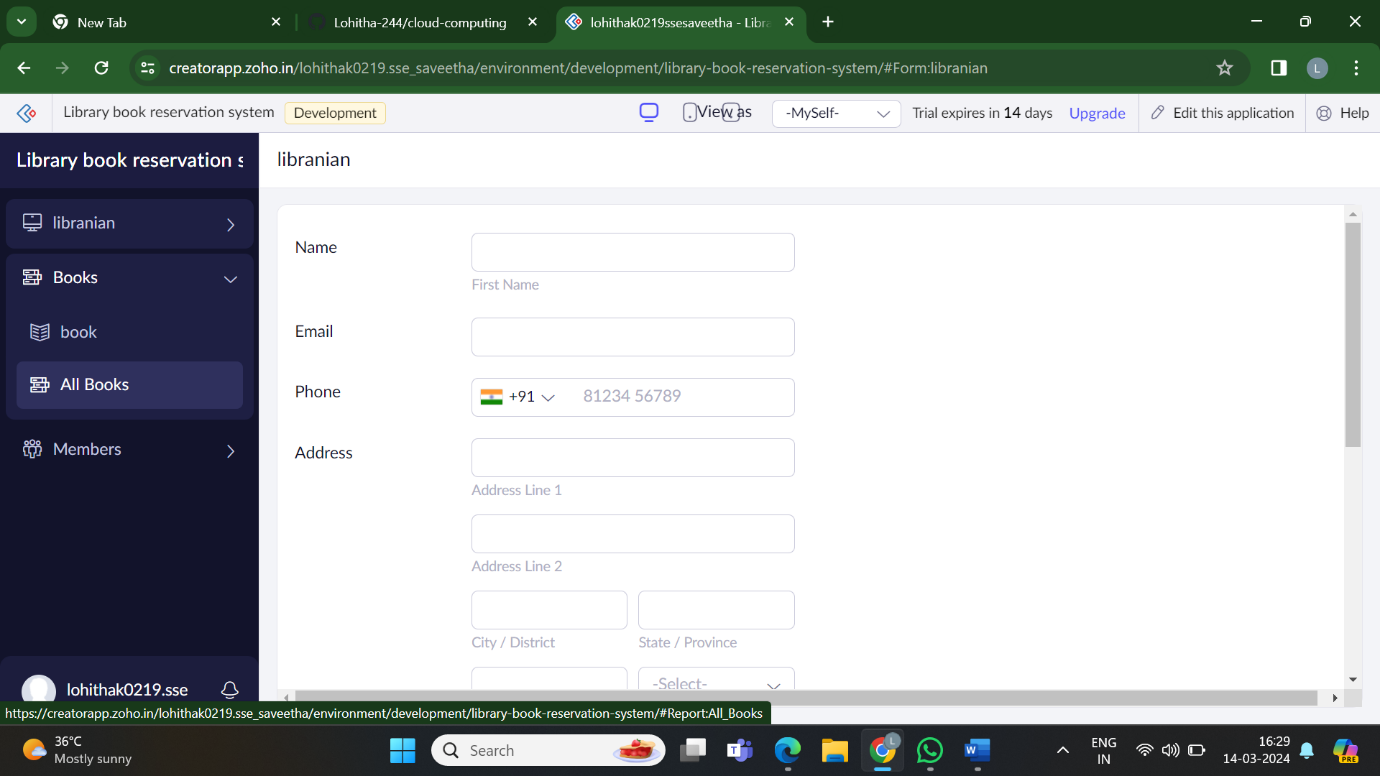 New Tab
Lohitha-244/cloud-computing
lohithak0219ssesaveetha - Libra
creatorapp.zoho.in/lohithak0219.sse_saveetha/environment/development/library-book-reservation-system/#Form:libranian
L
Library book reservation system
Development
View as
-MySelf-
Trial expires in 14 days
Upgrade
Edit this application
Help
Library book reservation s
libranian
libranian
Books
book
All Books
Members
lohithak0219.sse
Name
First Name
Email
Phone
+91
81234 56789
Address
Address Line 1
Address Line 2
City / District
State / Province
-Select-
https://creatorapp.zoho.in/lohithak0219.sse_saveetha/environment/development/library-book-reservation-system/#Report:All_Books
36°C
Mostly sunny
Search
L
ENG
IN
16:29
14-03-2024
PRE